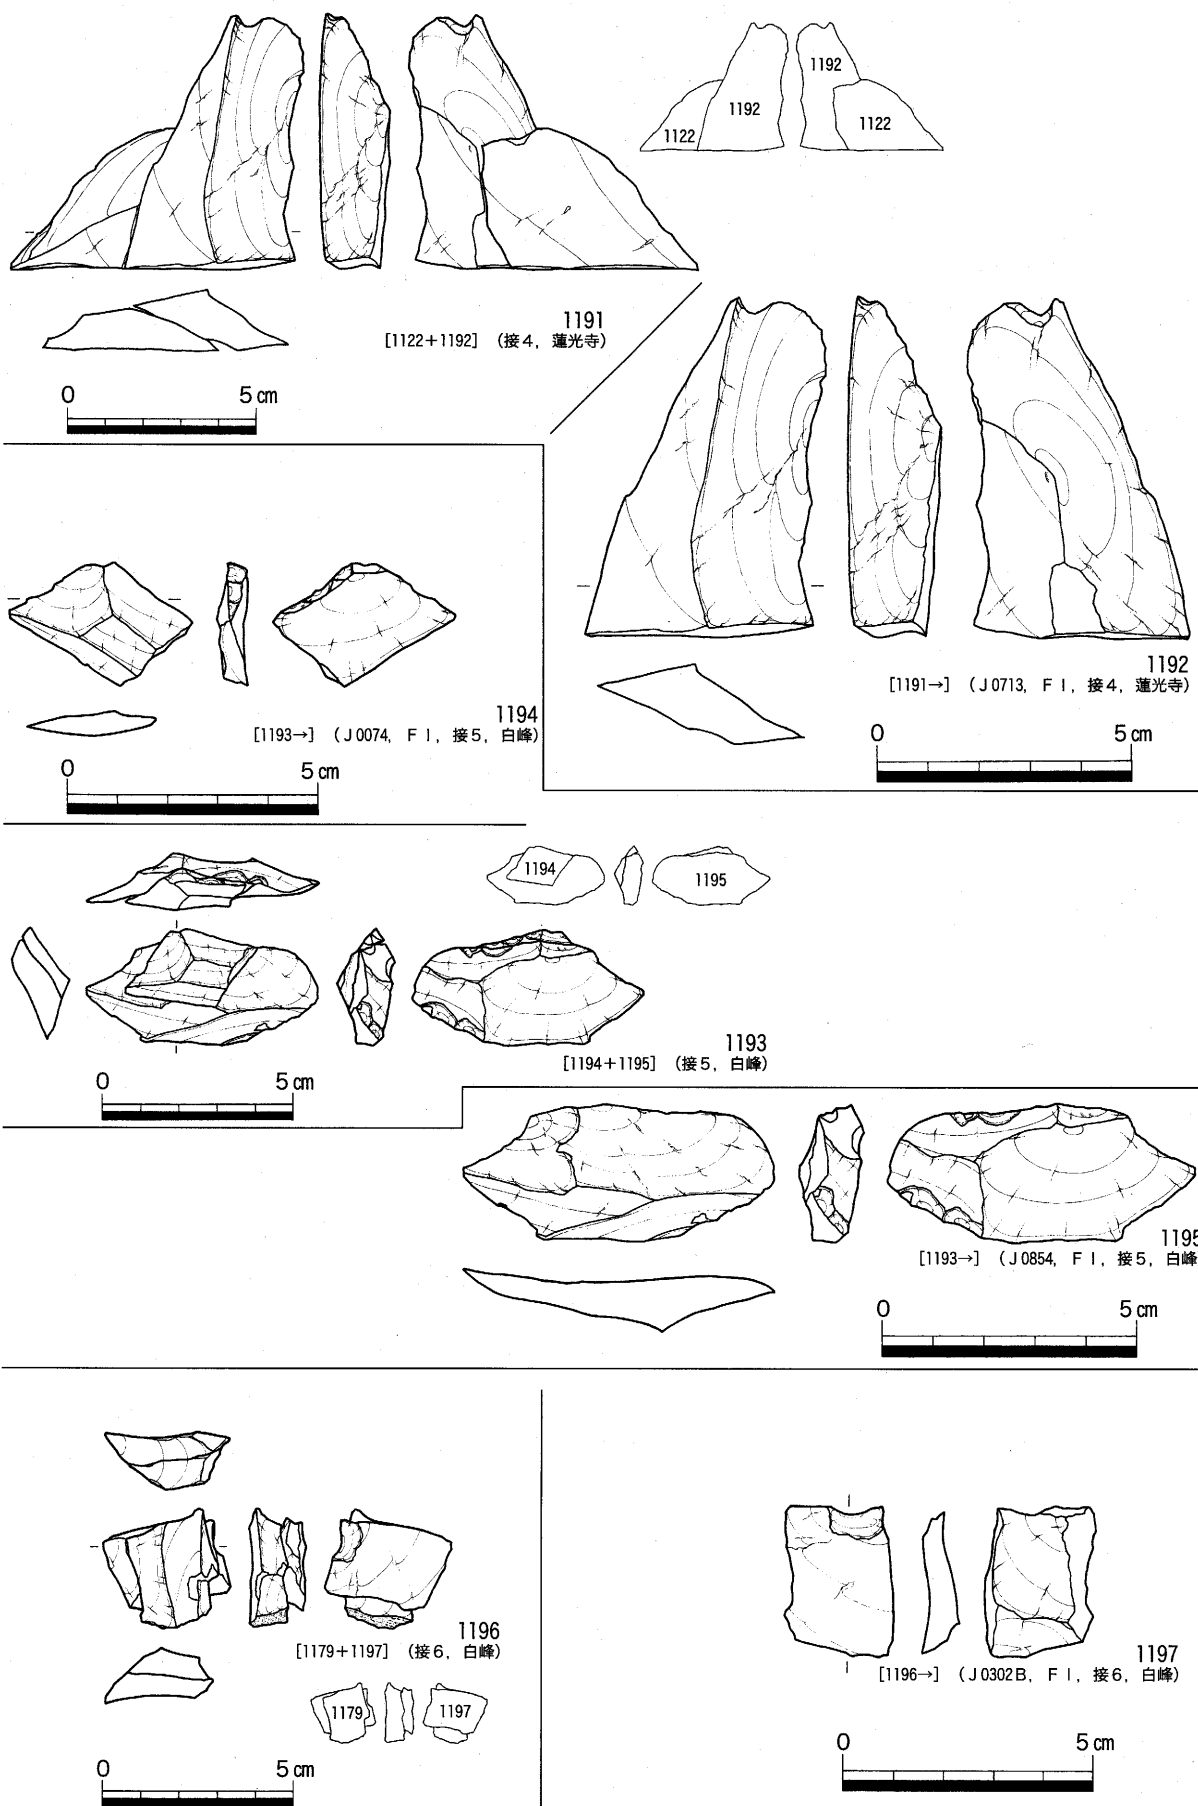 1192
1192
1122
1122
1191
[1122+1192] (接4, 蓮光寺)
0 5cm
1192
[1191→] (J0713, FⅠ, 接4, 蓮光寺)
0 5cm
1194
[1193→] (J0074, FⅠ, 接5, 白峰)
0 5cm
1194
1195
1193
[1194+1195] (接5, 白峰)
0 5cm
1195
[1193→] (J0854, FⅠ, 接5, 白峰
0 5cm
1196
[1179+1197] (接6, 白峰)
1179
1197
0 5cm
1197
[1196→] (J0302B, FⅠ, 接6, 白峰)
0 5cm